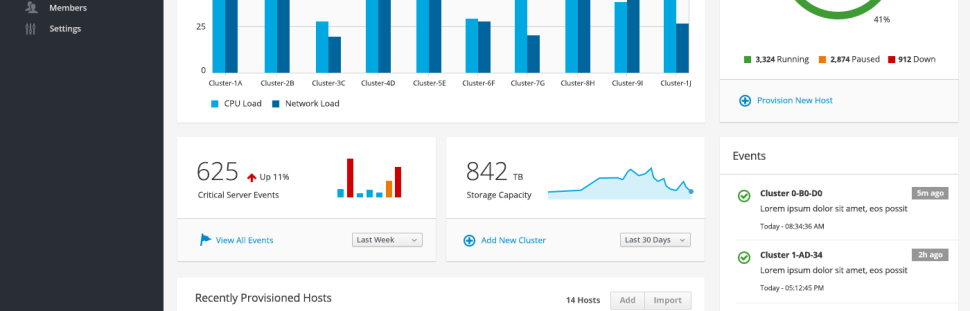 Members
Settings
25
0
Cluster-1A Cluster-2B Cluster-3C Cluster-4D Cluster-5E Cluster-6F Cluster-7G Cluster-8H Cluster-9I Cluster-1J
CPU Load Network Load
41%
3,324 Running 2,874 Paused 912 Down
Provision New Host
625 Up 11%
Critical Server Events
View All Events Last Week
842 TB
Storage Capacity
Add New Cluster Last 30 Days
Events
Cluster 0-B0-D0 5m ago
Lorem ipsum dolor sit amet, eos possit
Today - 08:34:36 AM
Cluster 1-AD-34 2h ago
Lorem ipsum dolor sit amet, eos possit
Today - 05:12:45 PM
Recently Provisioned Hosts 14 Hosts Add Import